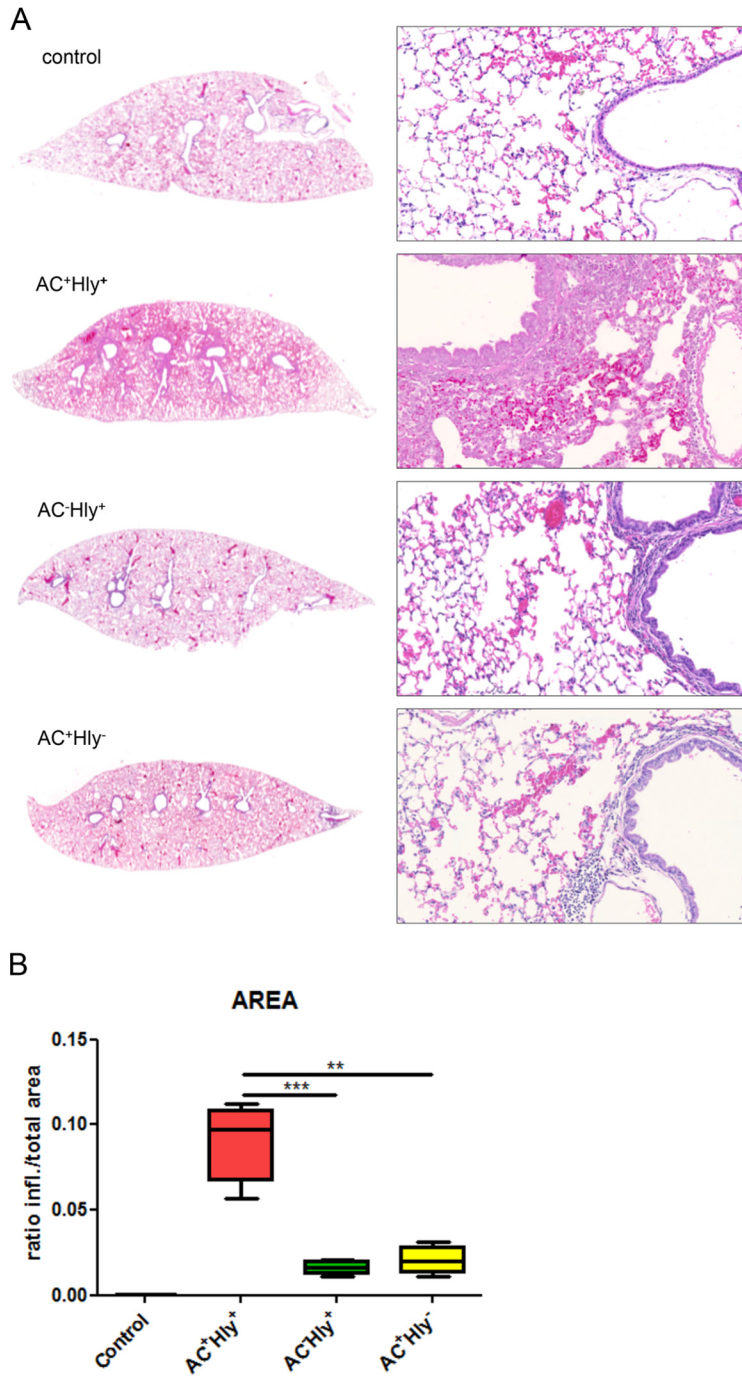 A
control
AC⁺Hly⁺
AC⁻Hly⁺
AC⁺Hly⁻
B
AREA
**
***
0.15
0.10
0.05
0.00
ratio infl./total area
Control
AC⁺Hly⁺
AC⁻Hly⁺
AC⁺Hly⁻